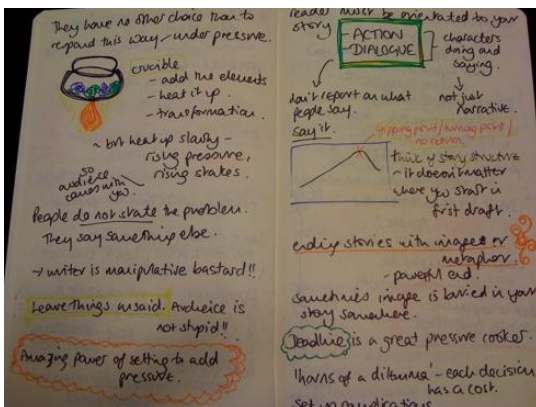 They have no other choice than to
respond this way – under pressure.
crucible
- add the elements
- heat it up
- transformation.
~ but heat up slowly –
rising pressure,
rising stakes.
so
audience
comes with
you.
People do not state the problem.
They say something else.
→ writer is manipulative bastard!!
Leave things unsaid. Audience is
not stupid!!
Amazing power of setting to add
pressure.
reader must be orientated to your
story
- ACTION
- DIALOGUE
characters
doing and
saying.
don't report on what
people say.
say it.
not just
narrative.
tipping point/turning point/
no return
think of story structure
- it doesn't matter
where you start in
first draft.
ending stories with images or
metaphor.
- powerful end.
sometimes image is buried in your
story somewhere.
Deadline is a great pressure cooker.
'horns of a dilemma' – each decision
has a cost.
set up